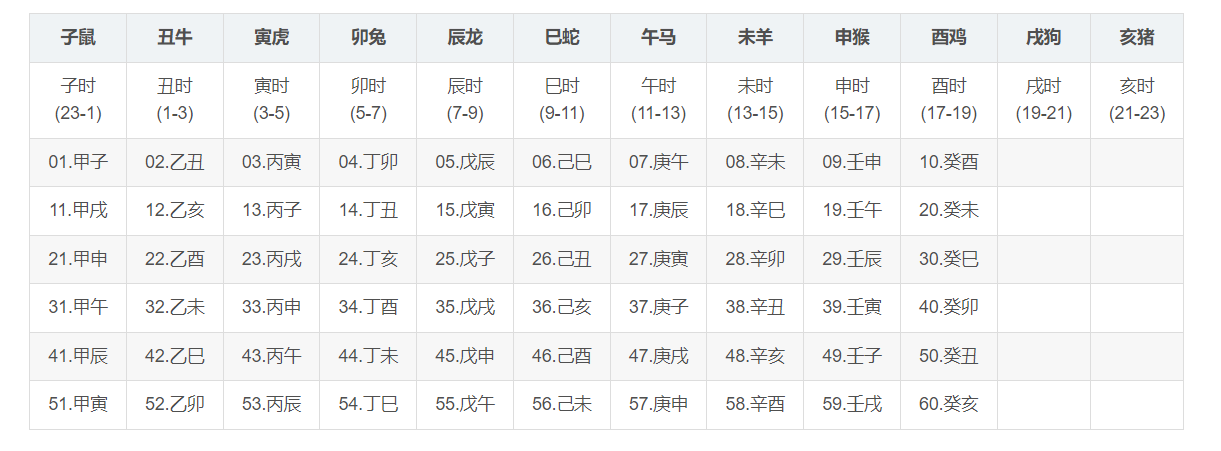 子鼠 丑牛 寅虎 卯兔 辰龙 巳蛇 午马 未羊 申猴 酉鸡 戌狗 亥猪
子时 丑时 寅时 卯时 辰时 巳时 午时 未时 申时 酉时 戌时 亥时
(23-1) (1-3) (3-5) (5-7) (7-9) (9-11) (11-13) (13-15) (15-17) (17-19) (19-21) (21-23)
01.甲子 02.乙丑 03.丙寅 04.丁卯 05.戊辰 06.己巳 07.庚午 08.辛未 09.壬申 10.癸酉
11.甲戌 12.乙亥 13.丙子 14.丁丑 15.戊寅 16.己卯 17.庚辰 18.辛巳 19.壬午 20.癸未
21.甲申 22.乙酉 23.丙戌 24.丁亥 25.戊子 26.己丑 27.庚寅 28.辛卯 29.壬辰 30.癸巳
31.甲午 32.乙未 33.丙申 34.丁酉 35.戊戌 36.己亥 37.庚子 38.辛丑 39.壬寅 40.癸卯
41.甲辰 42.乙巳 43.丙午 44.丁未 45.戊申 46.己酉 47.庚戌 48.辛亥 49.壬子 50.癸丑
51.甲寅 52.乙卯 53.丙辰 54.丁巳 55.戊午 56.己未 57.庚申 58.辛酉 59.壬戌 60.癸亥